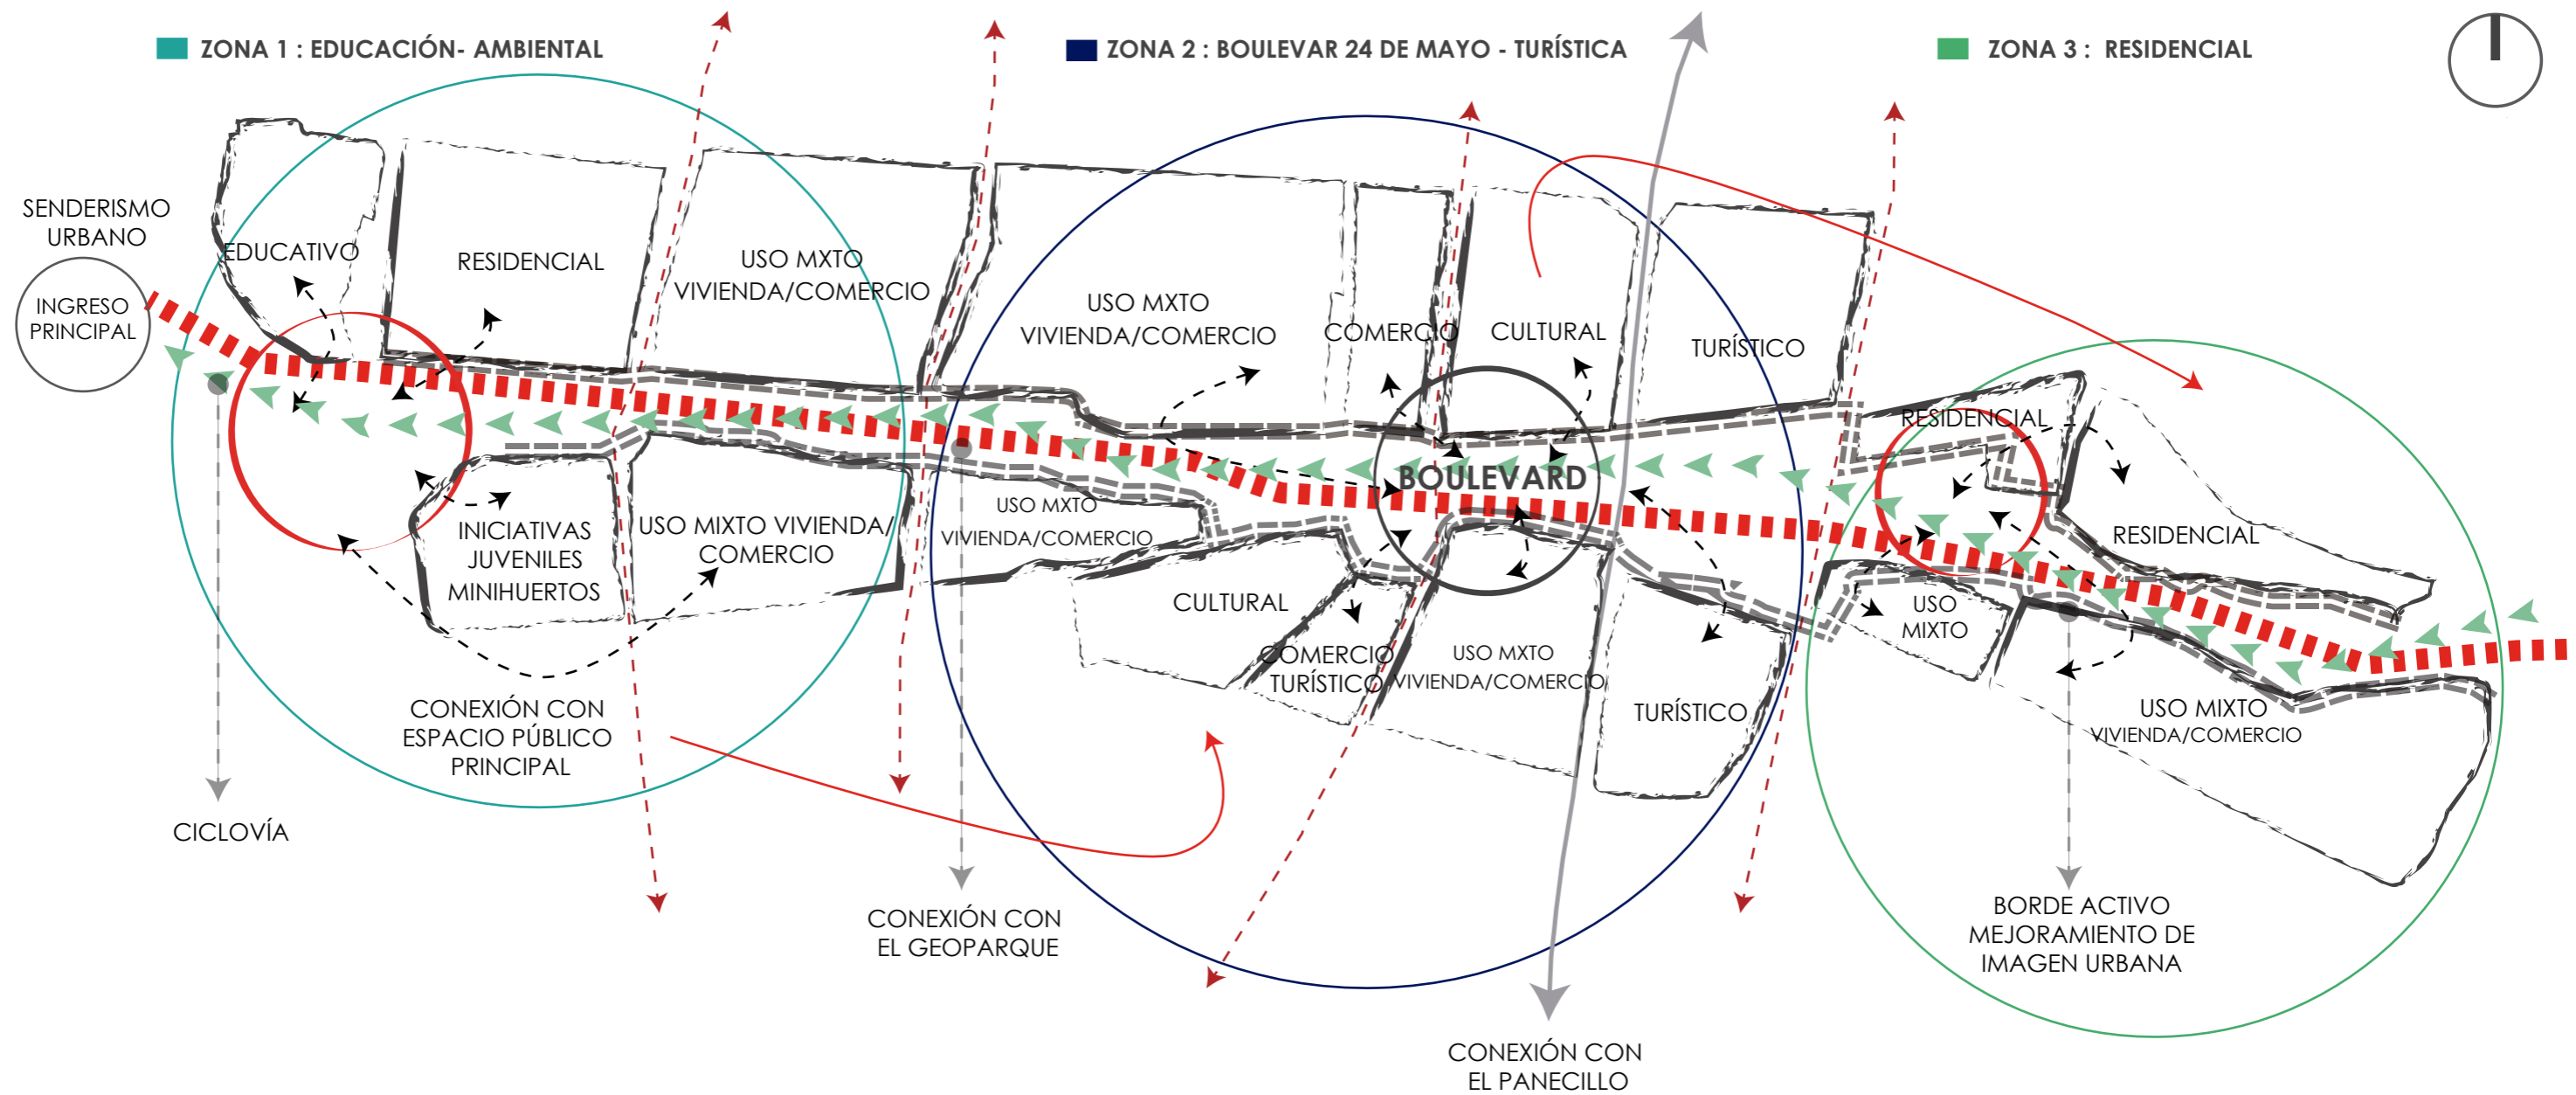 ZONA 1 : EDUCACIÓN- AMBIENTAL
ZONA 2 : BOULEVAR 24 DE MAYO - TURÍSTICA
ZONA 3 : RESIDENCIAL
SENDERISMO
URBANO
INGRESO
PRINCIPAL
EDUCATIVO
RESIDENCIAL
USO MXTO
VIVIENDA/COMERCIO
USO MXTO
VIVIENDA/COMERCIO
COMERCIO
CULTURAL
TURÍSTICO
RESIDENCIAL
BOULEVARD
RESIDENCIAL
INICIATIVAS
JUVENILES
MINIHUERTOS
USO MIXTO VIVIENDA/
COMERCIO
USO MXTO
VIVIENDA/COMERCIO
CULTURAL
COMERCIO
TURÍSTICO
USO MXTO
VIVIENDA/COMERCIO
TURÍSTICO
USO
MIXTO
USO MIXTO
VIVIENDA/COMERCIO
CONEXIÓN CON
ESPACIO PÚBLICO
PRINCIPAL
CICLOVÍA
CONEXIÓN CON
EL GEOPARQUE
BORDE ACTIVO
MEJORAMIENTO DE
IMAGEN URBANA
CONEXIÓN CON
EL PANECILLO